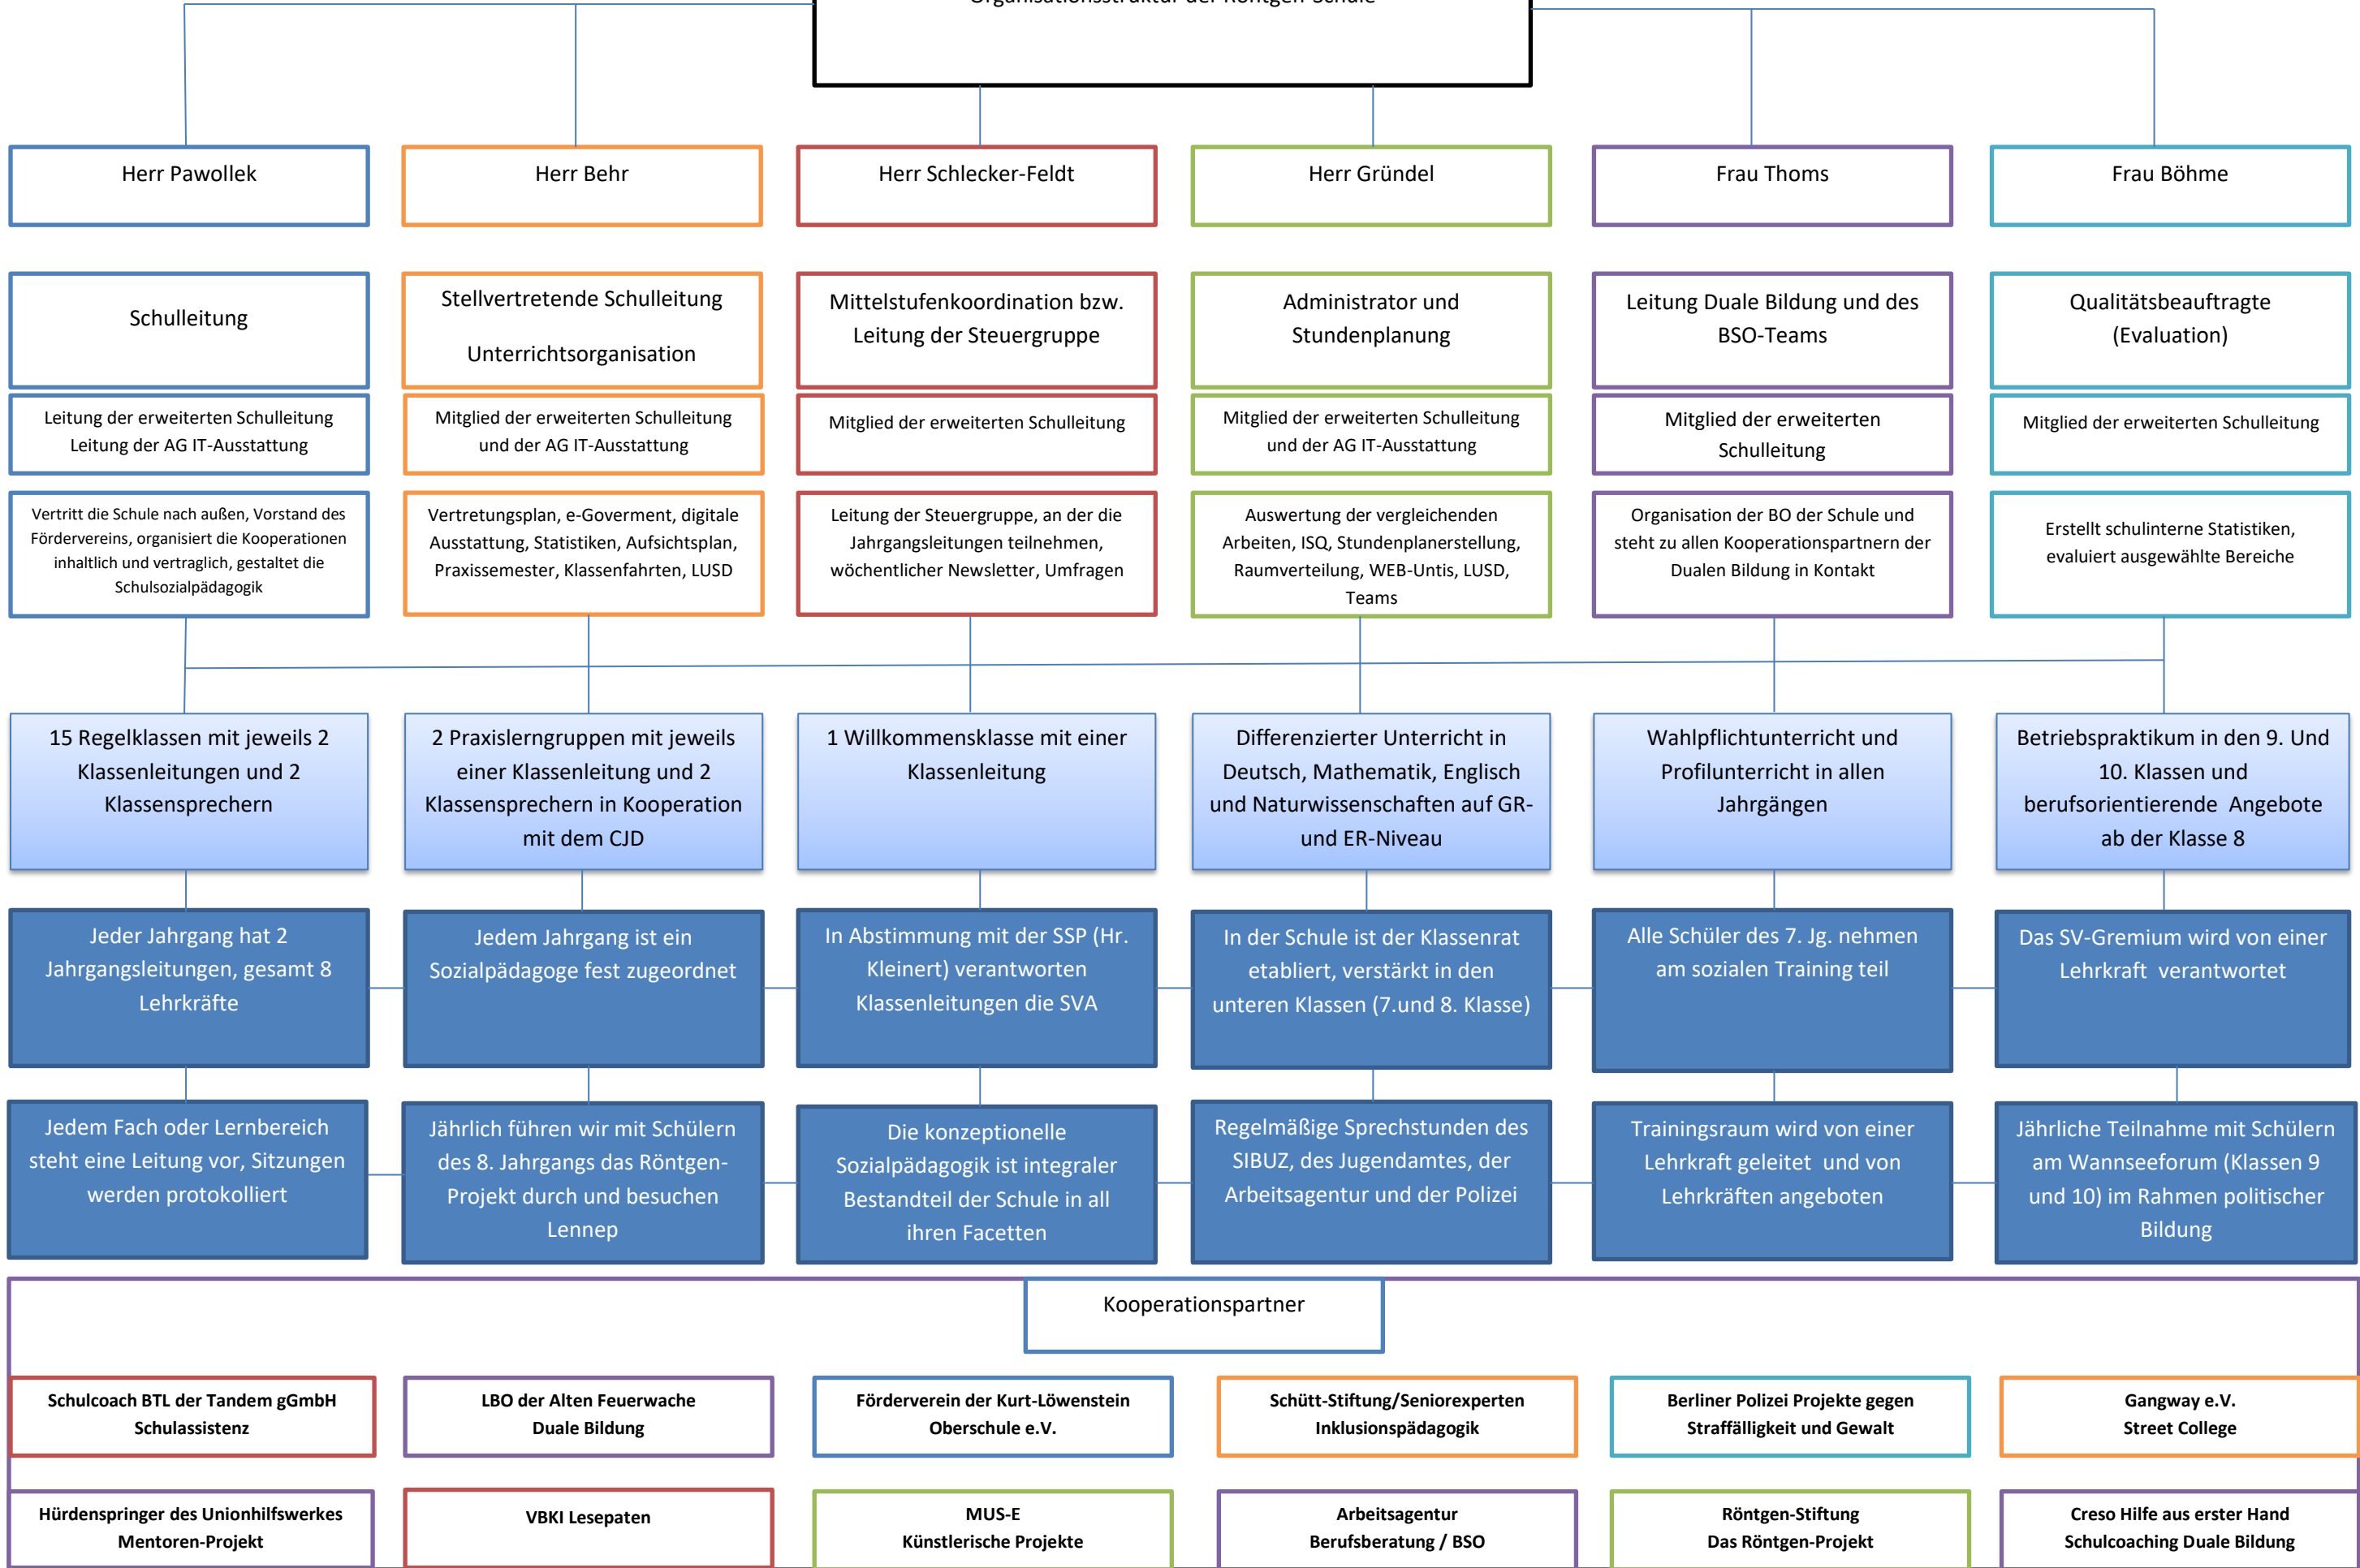 Organisationsstruktur der Röntgen-Schule
Herr Pawollek
Herr Behr
Herr Schlecker-Feldt
Herr Gründel
Frau Thoms
Frau Böhme
Schulleitung
Stellvertretende Schulleitung
Unterrichtsorganisation
Mittelstufenkoordination bzw.
Leitung der Steuergruppe
Administrator und
Stundenplanung
Leitung Duale Bildung und des
BSO-Teams
Qualitätsbeauftragte
(Evaluation)
Leitung der erweiterten Schulleitung
Leitung der AG IT-Ausstattung
Mitglied der erweiterten Schulleitung
und der AG IT-Ausstattung
Mitglied der erweiterten Schulleitung
Mitglied der erweiterten Schulleitung
und der AG IT-Ausstattung
Mitglied der erweiterten
Schulleitung
Mitglied der erweiterten Schulleitung
Vertritt die Schule nach außen, Vorstand des
Fördervereins, organisiert die Kooperationen
inhaltlich und vertraglich, gestaltet die
Schulsozialpädagogik
Vertretungsplan, e-Goverment, digitale
Ausstattung, Statistiken, Aufsichtsplan,
Praxissemester, Klassenfahrten, LUSD
Leitung der Steuergruppe, an der die
Jahrgangsleitungen teilnehmen,
wöchentlicher Newsletter, Umfragen
Auswertung der vergleichenden
Arbeiten, ISQ, Stundenplanerstellung,
Raumverteilung, WEB-Untis, LUSD,
Teams
Organisation der BO der Schule und
steht zu allen Kooperationspartnern der
Dualen Bildung in Kontakt
Erstellt schulinterne Statistiken,
evaluiert ausgewählte Bereiche
15 Regelklassen mit jeweils 2
Klassenleitungen und 2
Klassensprechern
2 Praxislerngruppen mit jeweils
einer Klassenleitung und 2
Klassensprechern in Kooperation
mit dem CJD
1 Willkommensklasse mit einer
Klassenleitung
Differenzierter Unterricht in
Deutsch, Mathematik, Englisch
und Naturwissenschaften auf GR-
und ER-Niveau
Wahlpflichtunterricht und
Profilunterricht in allen
Jahrgängen
Betriebspraktikum in den 9. Und
10. Klassen und
berufsorientierende Angebote
ab der Klasse 8
Jeder Jahrgang hat 2
Jahrgangsleitungen, gesamt 8
Lehrkräfte
Jedem Jahrgang ist ein
Sozialpädagoge fest zugeordnet
In Abstimmung mit der SSP (Hr.
Kleinert) verantworten
Klassenleitungen die SVA
In der Schule ist der Klassenrat
etabliert, verstärkt in den
unteren Klassen (7.und 8. Klasse)
Alle Schüler des 7. Jg. nehmen
am sozialen Training teil
Das SV-Gremium wird von einer
Lehrkraft verantwortet
Jedem Fach oder Lernbereich
steht eine Leitung vor, Sitzungen
werden protokolliert
Jährlich führen wir mit Schülern
des 8. Jahrgangs das Röntgen-
Projekt durch und besuchen
Lennep
Die konzeptionelle
Sozialpädagogik ist integraler
Bestandteil der Schule in all
ihren Facetten
Regelmäßige Sprechstunden des
SIBUZ, des Jugendamtes, der
Arbeitsagentur und der Polizei
Trainingsraum wird von einer
Lehrkraft geleitet und von
Lehrkräften angeboten
Jährliche Teilnahme mit Schülern
am Wannseeforum (Klassen 9
und 10) im Rahmen politischer
Bildung
Kooperationspartner
Schulcoach BTL der Tandem gGmbH
Schulassistenz
LBO der Alten Feuerwache
Duale Bildung
Förderverein der Kurt-Löwenstein
Oberschule e.V.
Schütt-Stiftung/Seniorexperten
Inklusionspädagogik
Berliner Polizei Projekte gegen
Straffälligkeit und Gewalt
Gangway e.V.
Street College
Hürdenspringer des Unionhilfswerkes
Mentoren-Projekt
VBKI Lesepaten
MUS-E
Künstlerische Projekte
Arbeitsagentur
Berufsberatung / BSO
Röntgen-Stiftung
Das Röntgen-Projekt
Creso Hilfe aus erster Hand
Schulcoaching Duale Bildung